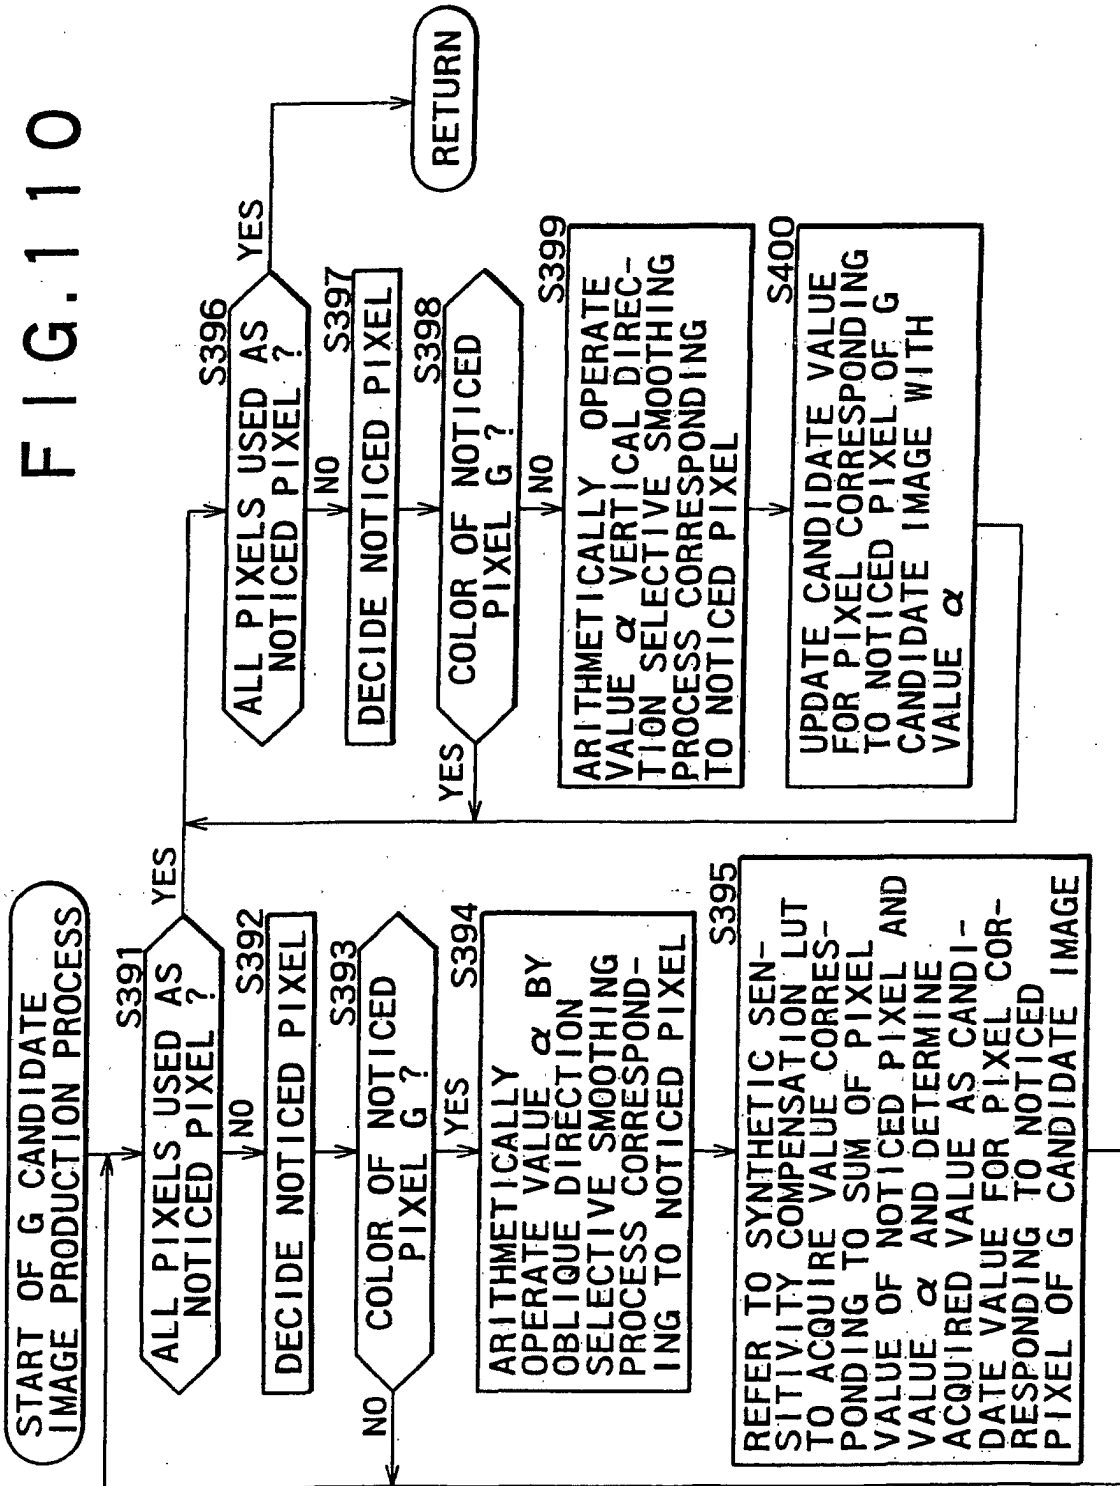 FIG.110
START OF G CANDIDATE
IMAGE PRODUCTION PROCESS
S391
ALL PIXELS USED AS
NOTICED PIXEL ?
YES
NO
S392
DECIDE NOTICED PIXEL
S393
COLOR OF NOTICED
PIXEL G ?
NO
YES
S394
ARITHMETICALLY
OPERATE VALUE α BY
OBLIQUE DIRECTION
SELECTIVE SMOOTHING
PROCESS CORRESPOND-
ING TO NOTICED PIXEL
S395
REFER TO SYNTHETIC SEN-
SITIVITY COMPENSATION LUT
TO ACQUIRE VALUE CORRES-
PONDING TO SUM OF PIXEL
VALUE OF NOTICED PIXEL AND
VALUE α AND DETERMINE
ACQUIRED VALUE AS CANDI-
DATE VALUE FOR PIXEL COR-
RESPONDING TO NOTICED
PIXEL OF G CANDIDATE IMAGE
S396
ALL PIXELS USED AS
NOTICED PIXEL ?
YES
NO
S397
DECIDE NOTICED PIXEL
S398
COLOR OF NOTICED
PIXEL G ?
YES
NO
S399
ARITHMETICALLY OPERATE
VALUE α VERTICAL DIREC-
TION SELECTIVE SMOOTHING
PROCESS CORRESPONDING
TO NOTICED PIXEL
S400
UPDATE CANDIDATE VALUE
FOR PIXEL CORRESPONDING
TO NOTICED PIXEL OF G
CANDIDATE IMAGE WITH
VALUE α
RETURN